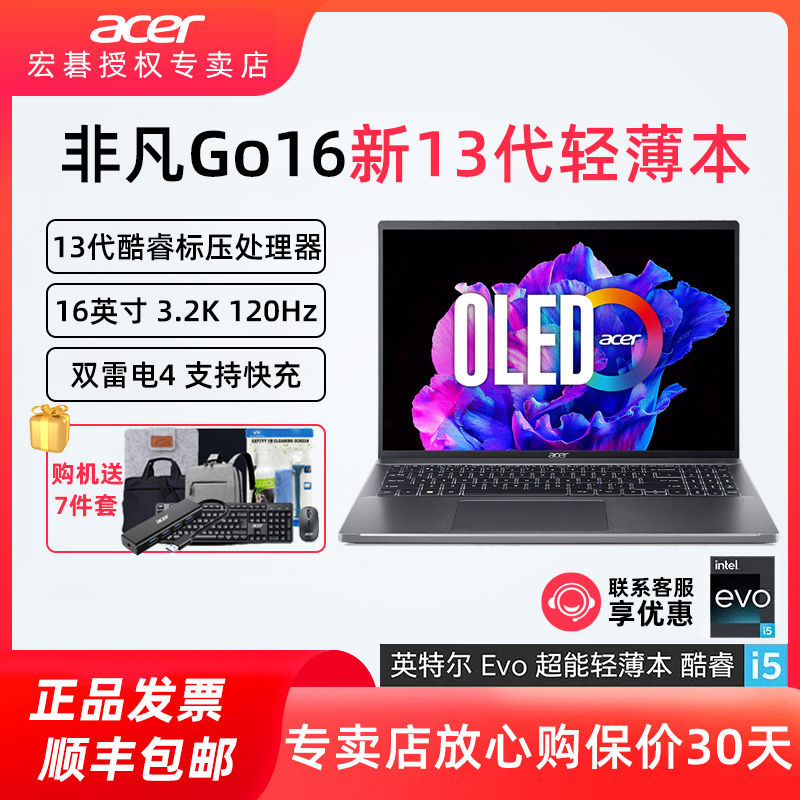 acer
宏碁授权专卖店
非凡Go16新13代轻薄本
13代酷睿标压处理器
16英寸 3.2K 120Hz
双雷电4 支持快充
OLED
acer
acer
购机送
7件套
EXPERT IN CLEANING SCREEN
acer
联系客服
享优惠
intel.
evo
i5
英特尔 Evo 超能轻薄本 酷睿 i5
正品发票
顺丰包邮
专卖店放心购保价30天